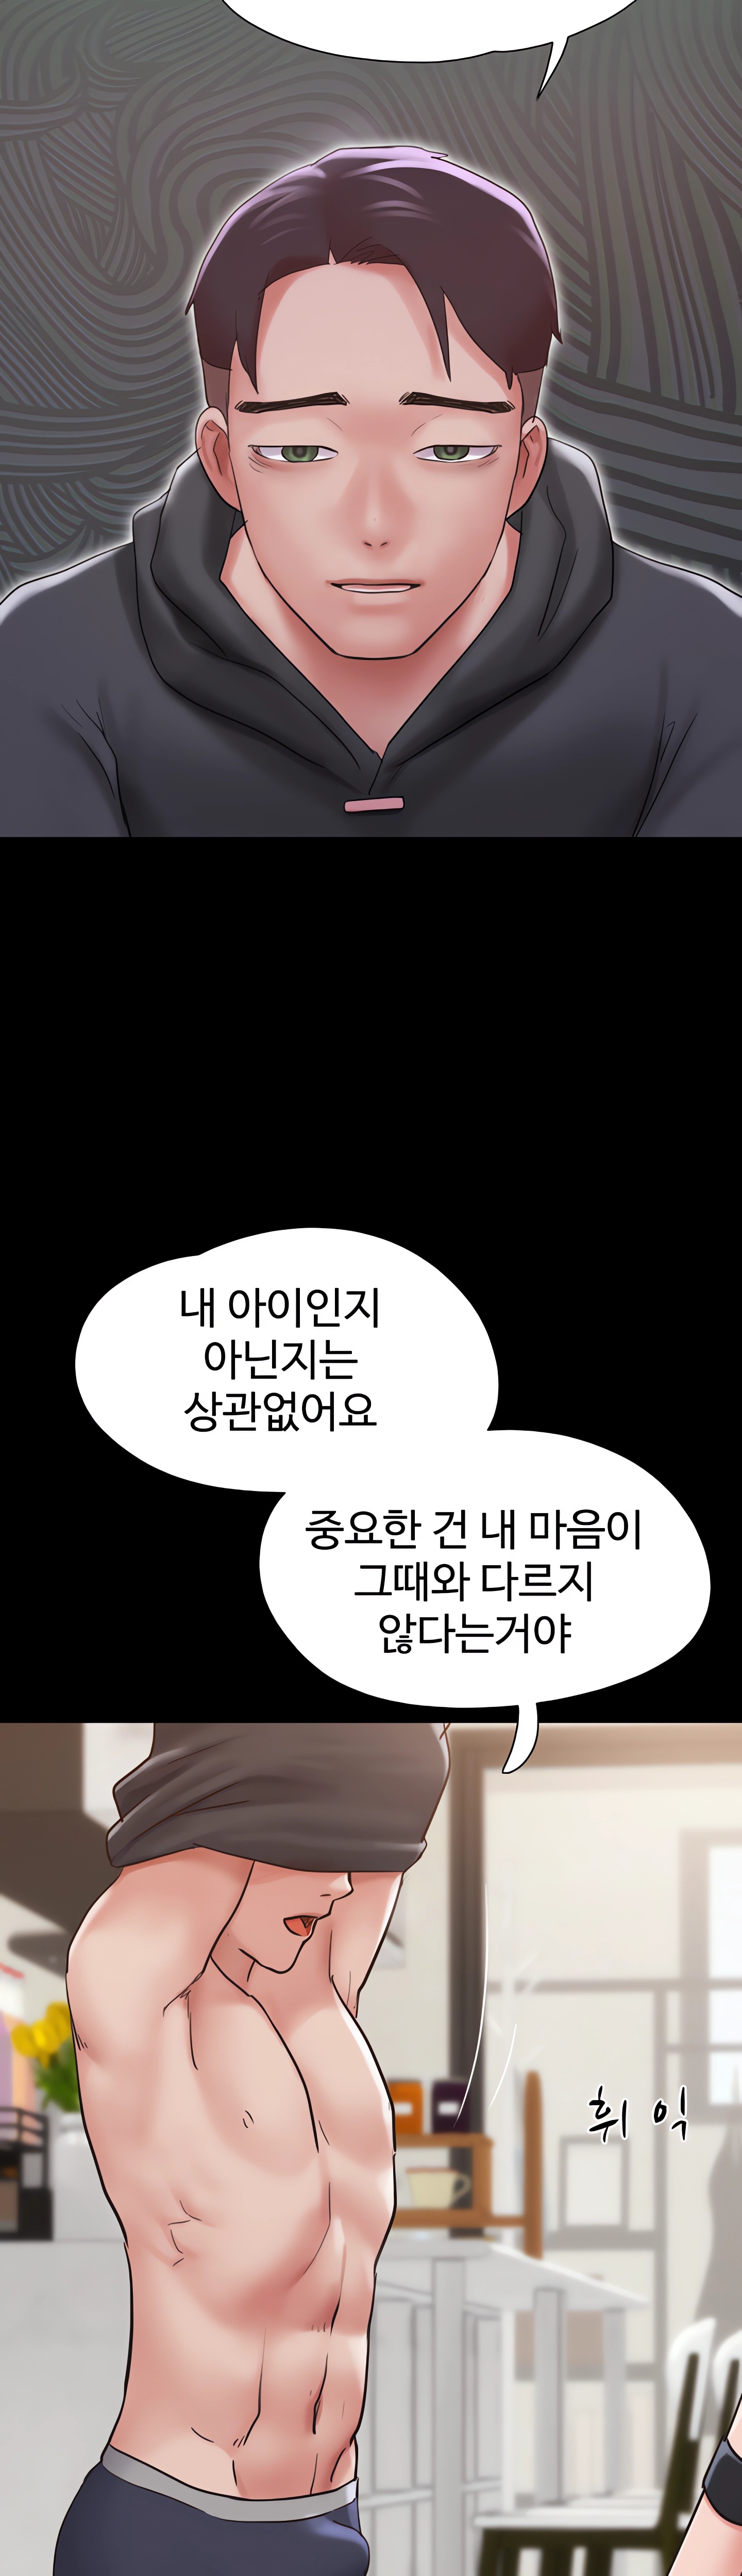 내 아이인지
아닌지는
상관없어요
중요한 건 내 마음이
그때와 다르지
않다는거야
휘익